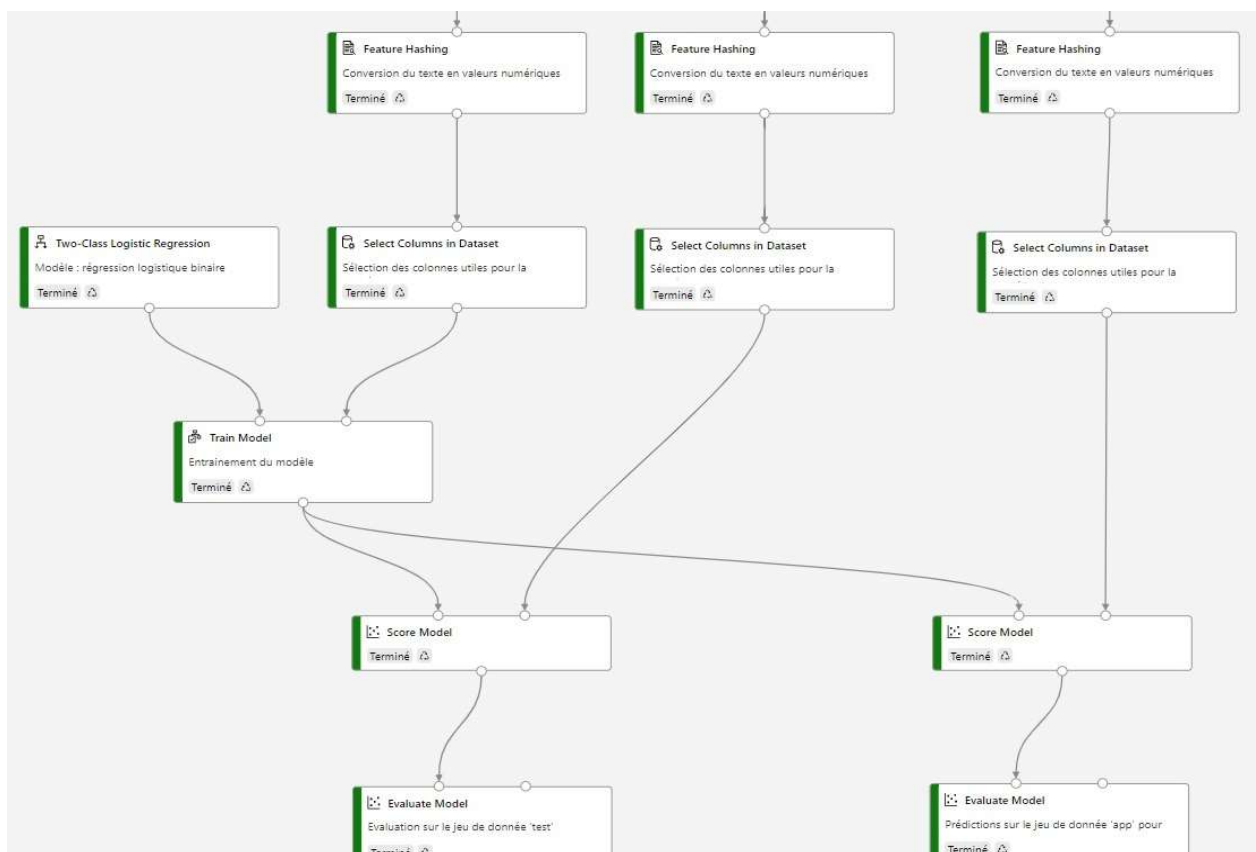 Feature Hashing
Conversion du texte en valeurs numériques
Terminé
Feature Hashing
Conversion du texte en valeurs numériques
Terminé
Feature Hashing
Conversion du texte en valeurs numériques
Terminé
Two-Class Logistic Regression
Modèle : régression logistique binaire
Terminé
Select Columns in Dataset
Sélection des colonnes utiles pour la
Terminé
Select Columns in Dataset
Sélection des colonnes utiles pour la
Terminé
Select Columns in Dataset
Sélection des colonnes utiles pour la
Terminé
Train Model
Entrainement du modèle
Terminé
Score Model
Terminé
Score Model
Terminé
Evaluate Model
Evaluation sur le jeu de donnée 'test'
Terminé
Evaluate Model
Prédictions sur le jeu de donnée 'app' pour
Terminé